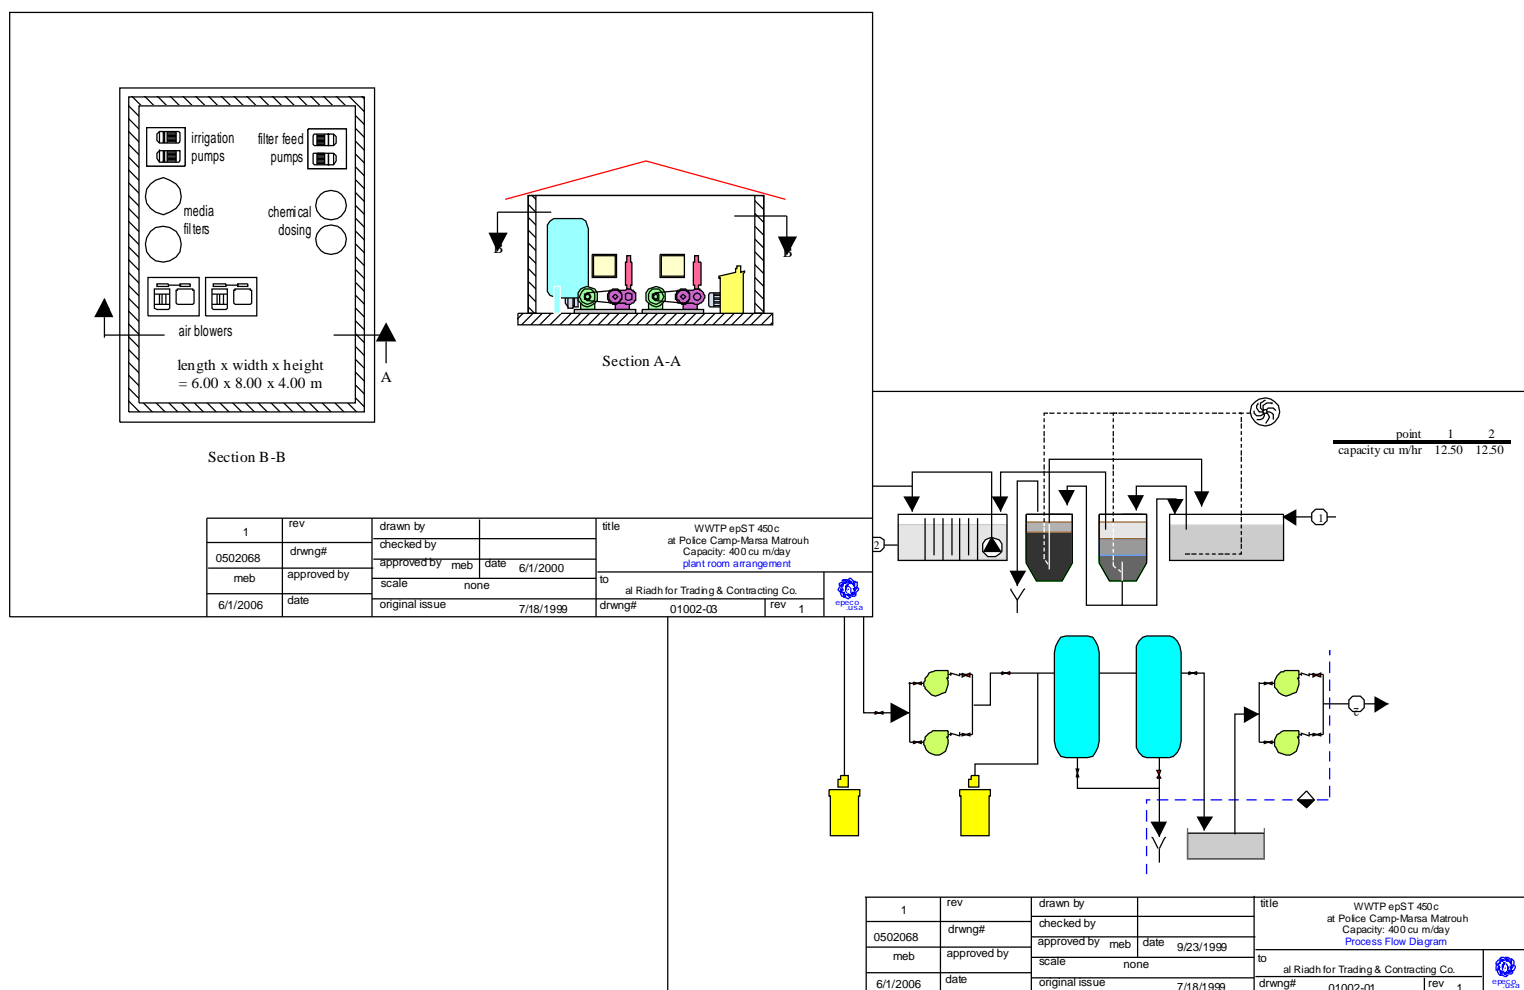 irrigation
pumps
filter feed
pumps
media
filters
chemical
dosing
air blowers
length x width x height
= 6.00 x 8.00 x 4.00 m
A
Section B-B
B
B
Section A-A
1
rev
drawn by
title
WWTP epST 450c
at Police Camp-Marsa Matrouh
Capacity: 400 cu m/day
plant room arrangement
0502068
drwng#
checked by
approved by meb date 6/1/2000
meb
approved by
scale none
to
al Riadh for Trading & Contracting Co.
6/1/2006
date
original issue 7/18/1999
drwng# 01002-03 rev 1
epeco
.usa
point 1 2
capacity cu m/hr 12.50 12.50
1
2
2
1
rev
drawn by
title
WWTP epST 450c
at Police Camp-Marsa Matrouh
Capacity: 400 cu m/day
Process Flow Diagram
0502068
drwng#
checked by
approved by meb date 9/23/1999
meb
approved by
scale none
to
al Riadh for Trading & Contracting Co.
6/1/2006
date
original issue 7/18/1999
drwng# 01002-01 rev 1
epeco
.usa